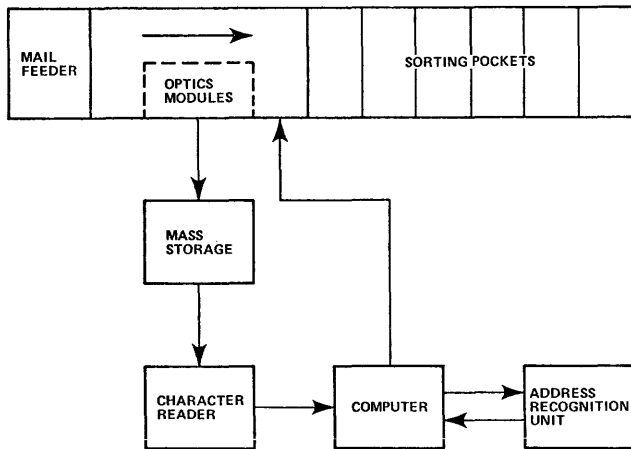 MAIL
FEEDER
OPTICS
MODULES
SORTING POCKETS
MASS
STORAGE
CHARACTER
READER
COMPUTER
ADDRESS
RECOGNITION
UNIT